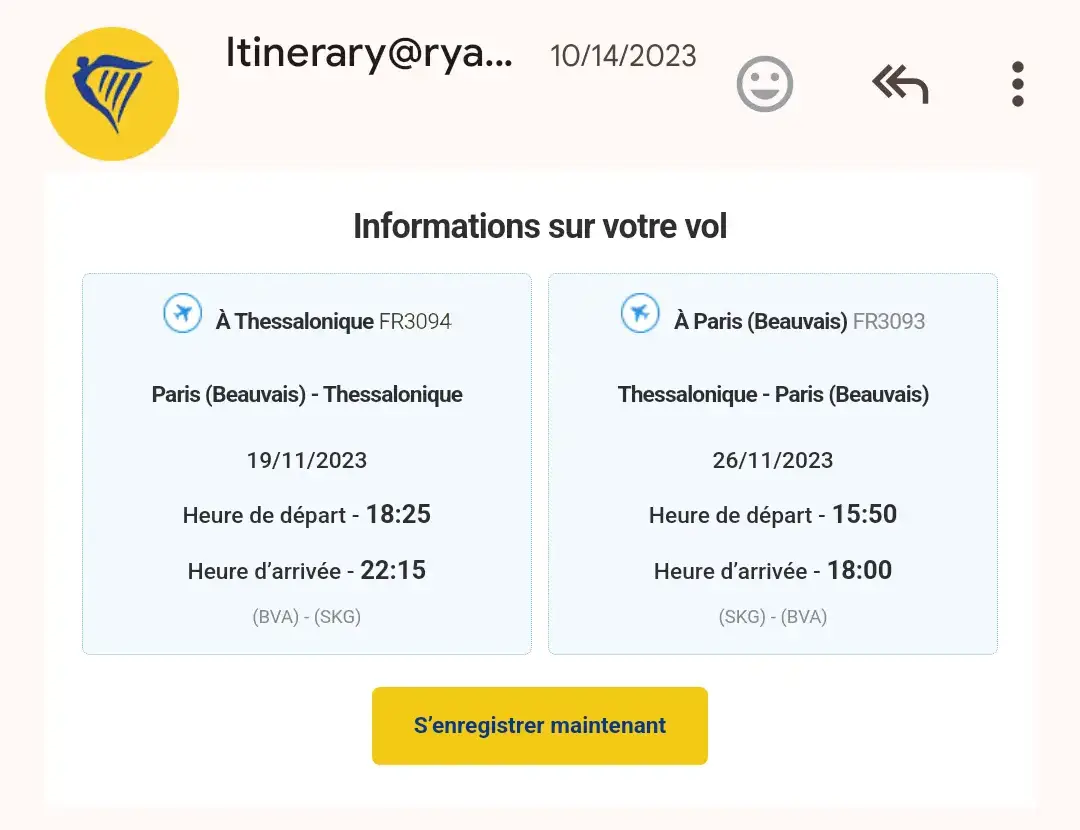 Itinerary@rya... 10/14/2023
Informations sur votre vol
À Thessalonique FR3094
Paris (Beauvais) - Thessalonique
19/11/2023
Heure de départ - 18:25
Heure d’arrivée - 22:15
(BVA) - (SKG)
À Paris (Beauvais) FR3093
Thessalonique - Paris (Beauvais)
26/11/2023
Heure de départ - 15:50
Heure d’arrivée - 18:00
(SKG) - (BVA)
S’enregistrer maintenant